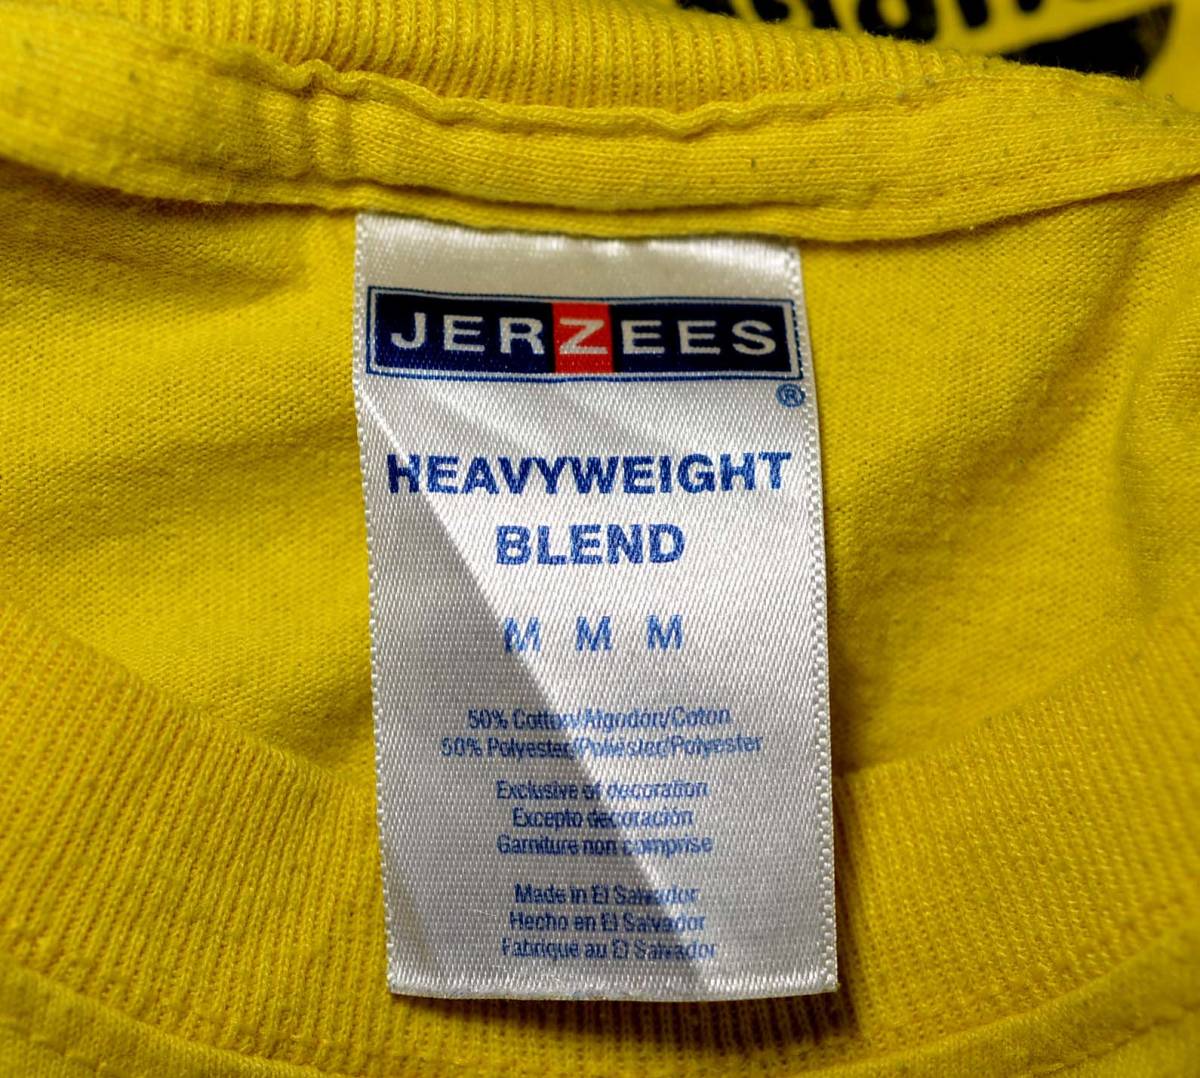 JERZEES
®
HEAVYWEIGHT
BLEND
M M M
50% Cotton/Algodón/Coton
50% Polyester/Poliester/Polyester
Exclusive of decoration
Excepto decoración
Garniture non comprise
Made in El Salvador
Hecho en El Salvador
Fabrique au El Salvador